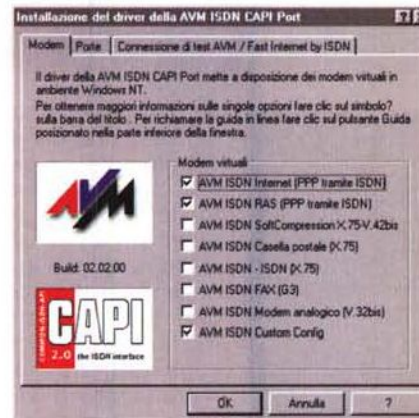 Installazione del driver della AVM ISDN CAPI Port
Modem
Porte
Connessione di test AVM / Fast Internet by ISDN
Il driver della AVM ISDN CAPI Port mette a disposizione dei modem virtuali in
ambiente Windows NT.
Per ottenere maggiori informazioni sulle singole opzioni fare clic sul simbolo?
sulla barra del titolo . Per richiamare la guida in linea fare clic sul pulsante Guida
posizionato nella parte inferiore della finestra.
AVM
Build: 02.02.00
COMMON-ISDN-API
CAPI
2.0 the ISDN interface
Modem virtuali
AVM ISDN Internet (PPP tramite ISDN)
AVM ISDN RAS (PPP tramite ISDN)
AVM ISDN SoftCompression X.75-V.42bis
AVM ISDN Casella postale (X.75)
AVM ISDN - ISDN (X.75)
AVM ISDN FAX (G3)
AVM ISDN Modem analogico (V.32bis)
AVM ISDN Custom Config
OK
Annulla
?